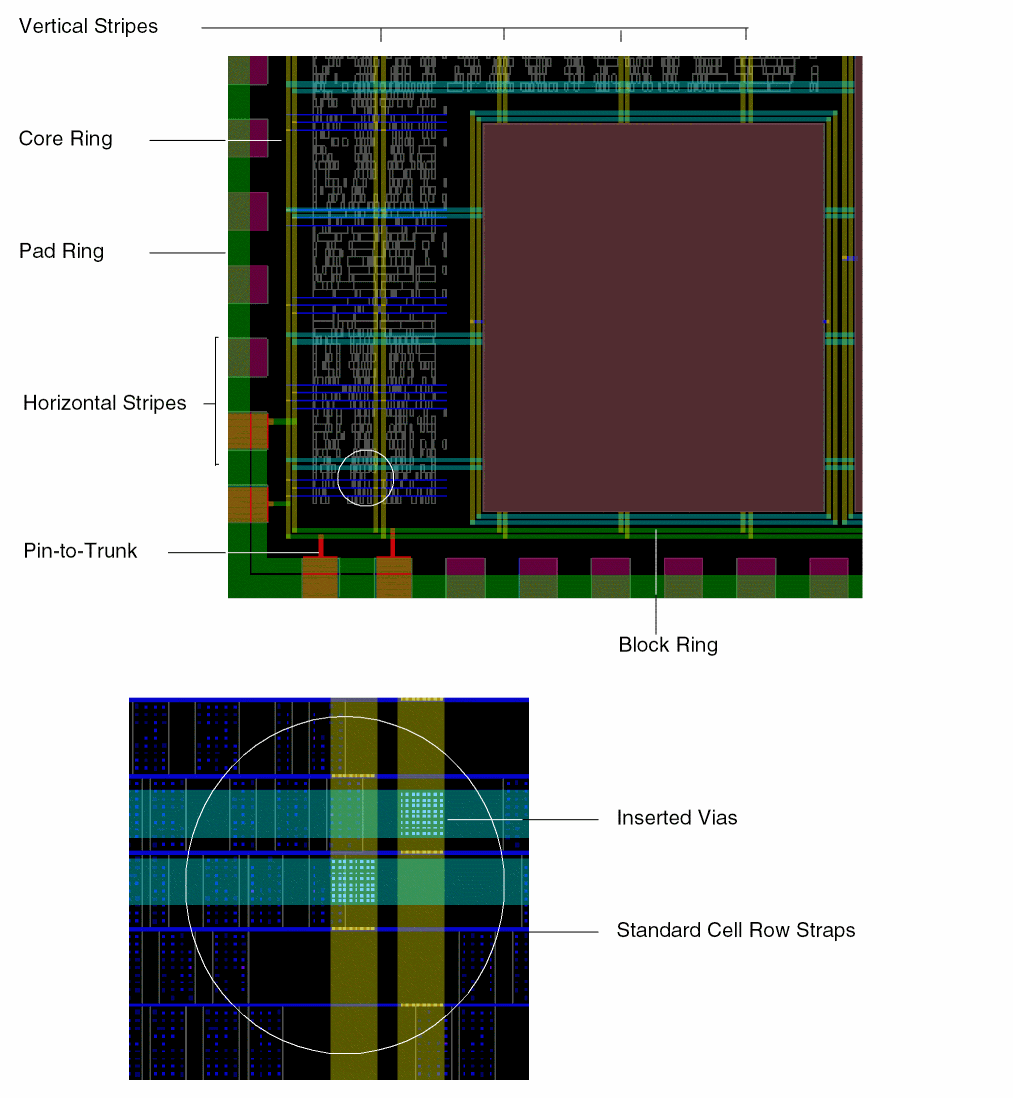 Vertical Stripes
Core Ring
Pad Ring
Horizontal Stripes
Pin-to-Trunk
Block Ring
Inserted Vias
Standard Cell Row Straps